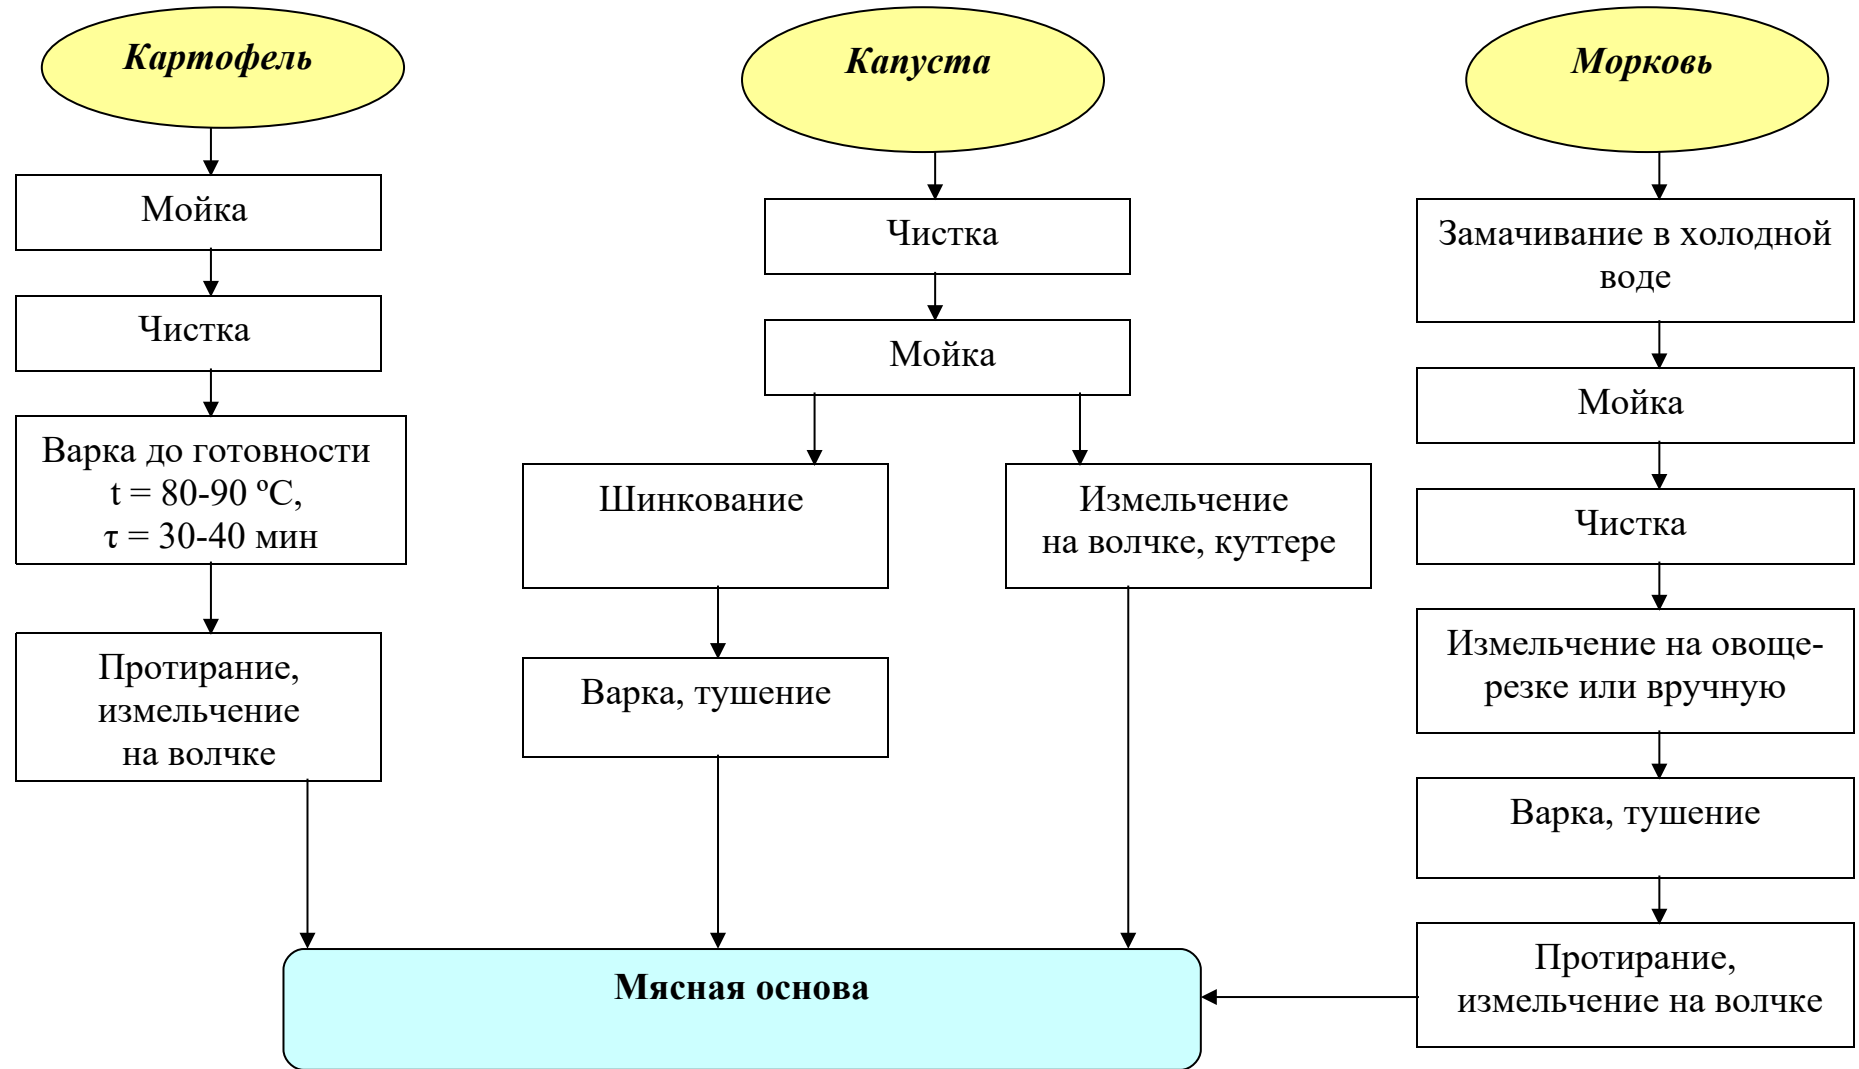 Картофель
Мойка
Чистка
Варка до готовности
t = 80-90 ºС,
τ = 30-40 мин
Протирание,
измельчение
на волчке
Капуста
Чистка
Мойка
Шинкование
Варка, тушение
Измельчение
на волчке, куттере
Морковь
Замачивание в холодной
воде
Мойка
Чистка
Измельчение на овоще-
резке или вручную
Варка, тушение
Протирание,
измельчение на волчке
Мясная основа